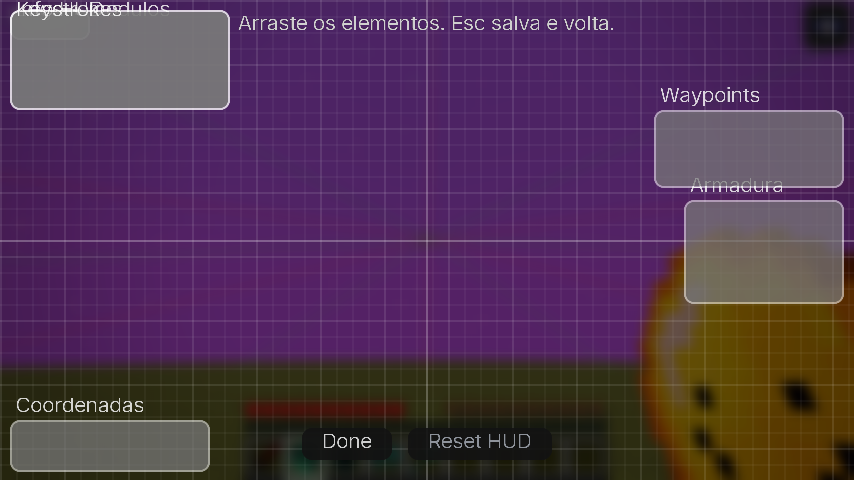 Keystrokes
Arraste os elementos. Esc salva e volta.
Waypoints
Armadura
Coordenadas
Done
Reset HUD